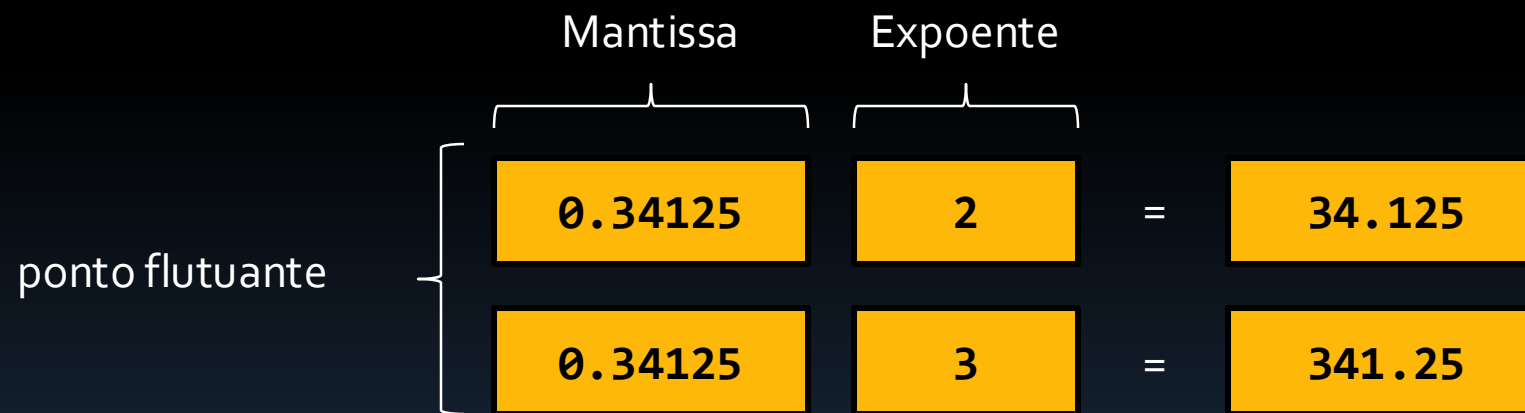 Mantissa Expoente
0.34125 2 = 34.125
ponto flutuante
0.34125 3 = 341.25